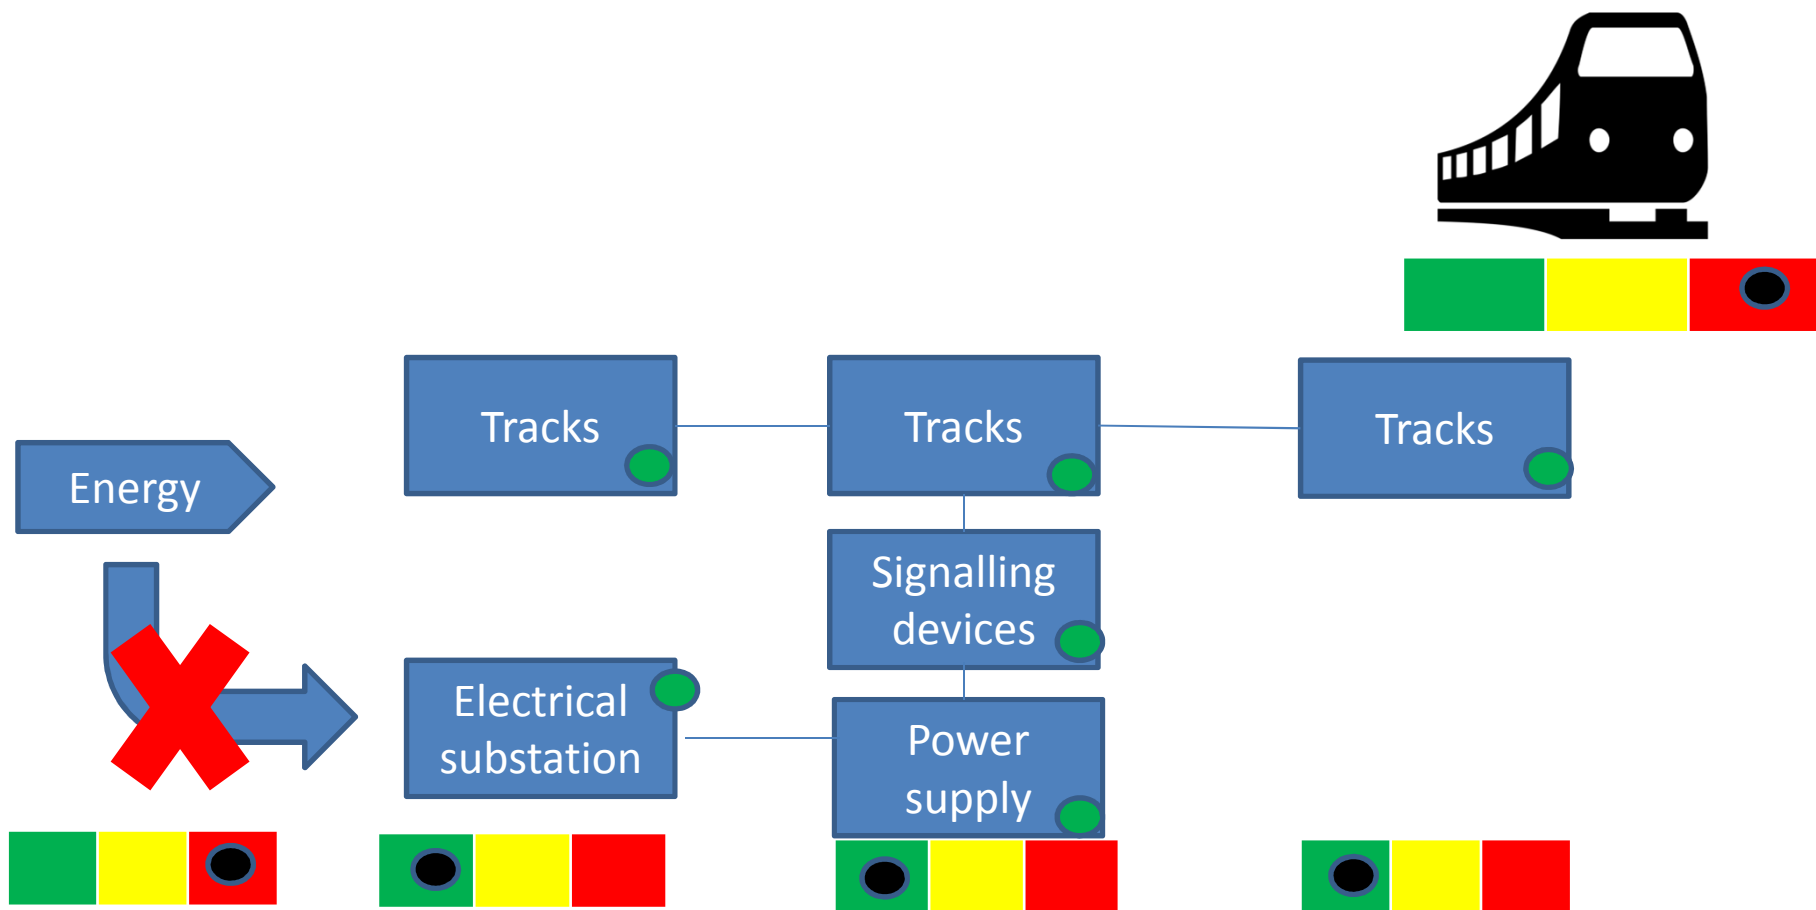 Tracks
Tracks
Tracks
Energy
Signalling
devices
Electrical
substation
Power
supply